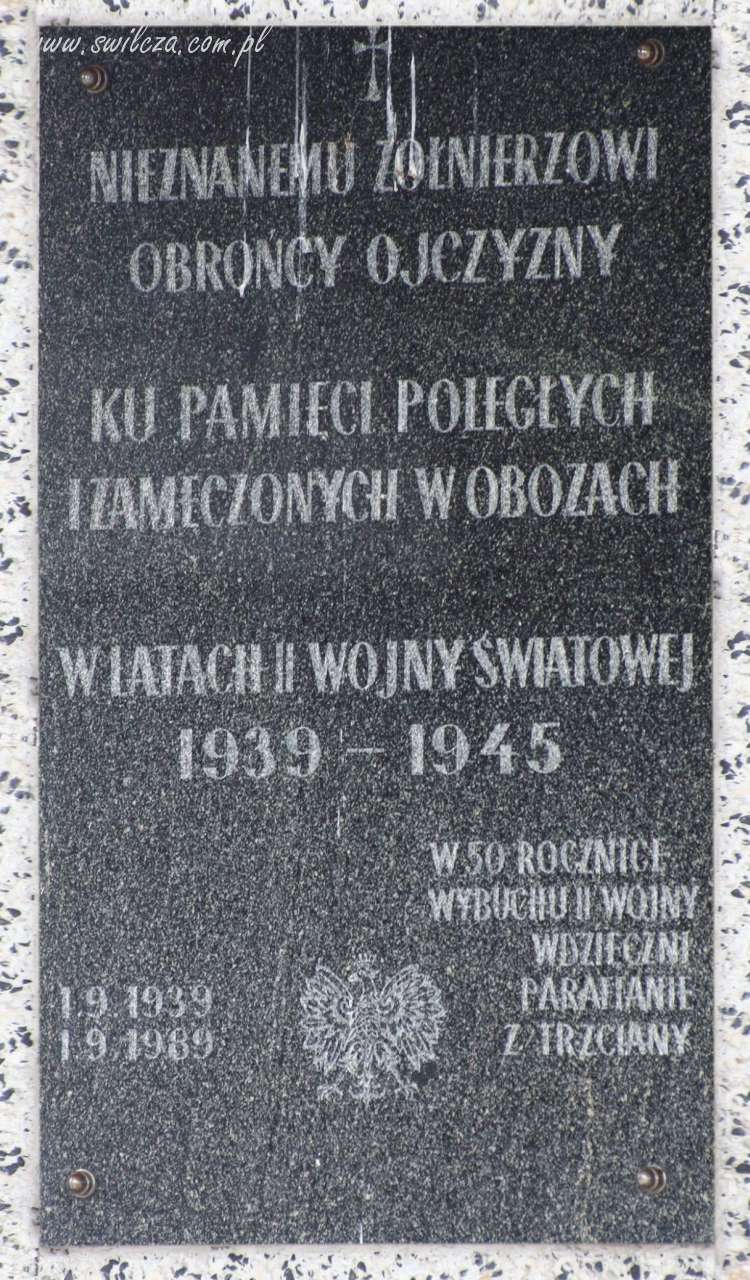 www.swilcza.com.pl
NIEZNANEMU ŻOŁNIERZOWI
OBROŃCY OJCZYZNY
KU PAMIĘCI POLEGŁYCH
I ZAMĘCZONYCH W OBOZACH
W LATACH II WOJNY ŚWIATOWEJ
1939 - 1945
W 50 ROCZNICĘ
WYBUCHU II WOJNY
WDZIĘCZNI
PARAFIANIE
Z TRZCIANY
1.9.1939
1.9.1989